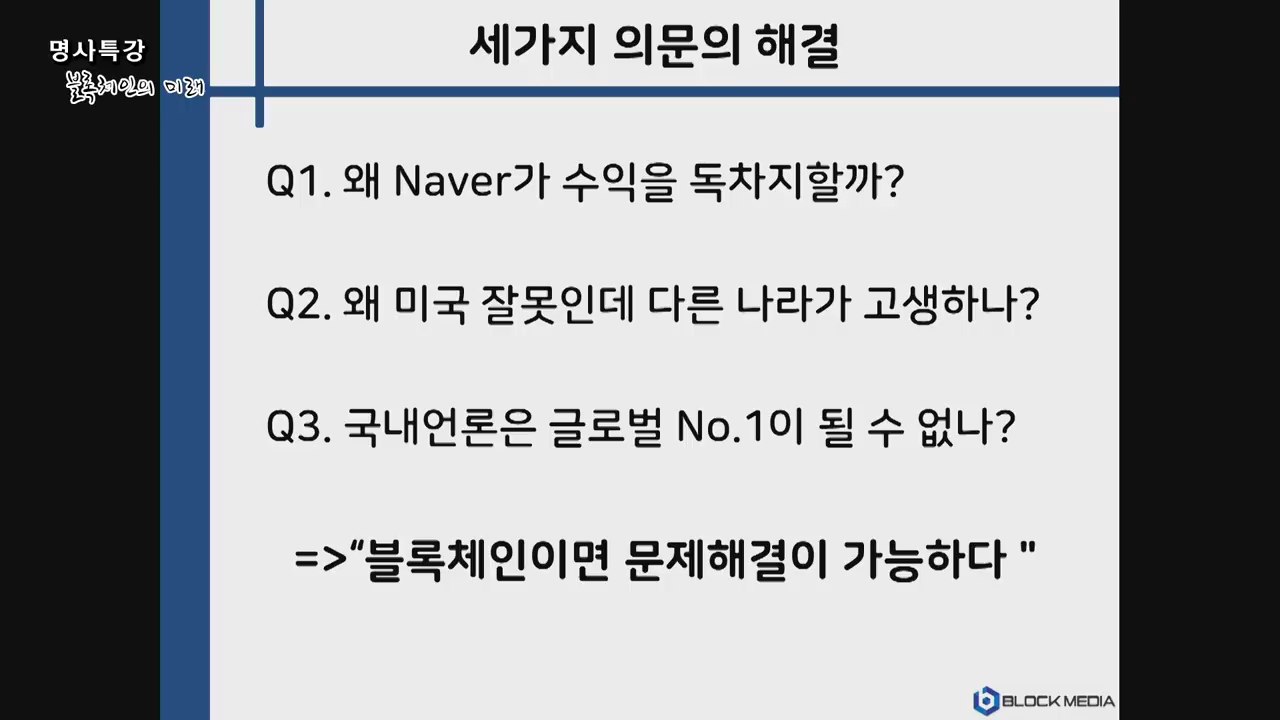 명사특강
블록체인의 미래
세가지 의문의 해결
Q1. 왜 Naver가 수익을 독차지할까?
Q2. 왜 미국 잘못인데 다른 나라가 고생하나?
Q3. 국내언론은 글로벌 No.1이 될 수 없나?
=>“블록체인이면 문제해결이 가능하다 "
BLOCK MEDIA